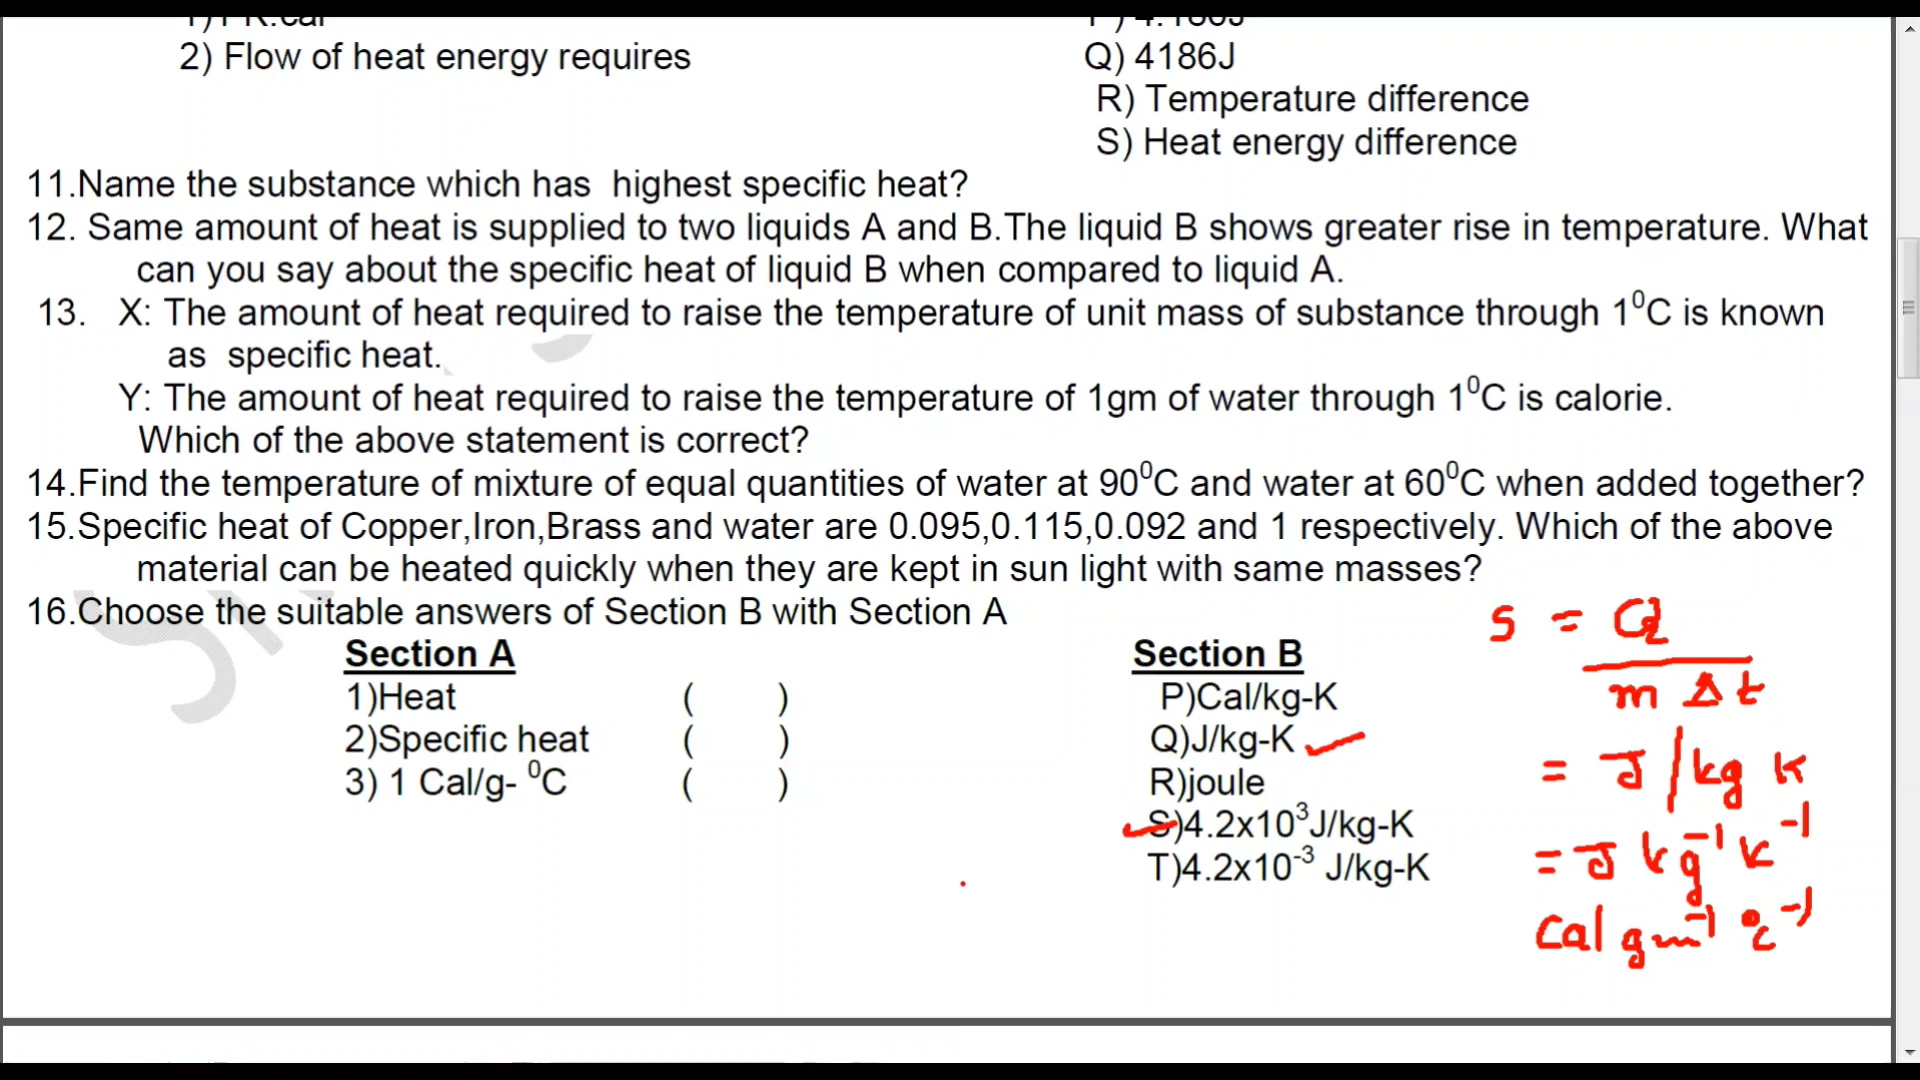 1)1 K.cal P) 4.186J
2) Flow of heat energy requires Q) 4186J
R) Temperature difference
S) Heat energy difference
11.Name the substance which has highest specific heat?
12. Same amount of heat is supplied to two liquids A and B.The liquid B shows greater rise in temperature. What
can you say about the specific heat of liquid B when compared to liquid A.
13. X: The amount of heat required to raise the temperature of unit mass of substance through 1⁰C is known
as specific heat.
Y: The amount of heat required to raise the temperature of 1gm of water through 1⁰C is calorie.
Which of the above statement is correct?
14.Find the temperature of mixture of equal quantities of water at 90⁰C and water at 60⁰C when added together?
15.Specific heat of Copper,Iron,Brass and water are 0.095,0.115,0.092 and 1 respectively. Which of the above
material can be heated quickly when they are kept in sun light with same masses?
16.Choose the suitable answers of Section B with Section A
Section A Section B
1)Heat ( ) P)Cal/kg-K
2)Specific heat ( ) Q)J/kg-K
3) 1 Cal/g- ⁰C ( ) R)joule
S)4.2x10³J/kg-K
T)4.2x10⁻³ J/kg-K
S = Q
m Δt
= J/kg K
= J kg⁻¹ K⁻¹
Cal gm⁻¹ °C⁻¹